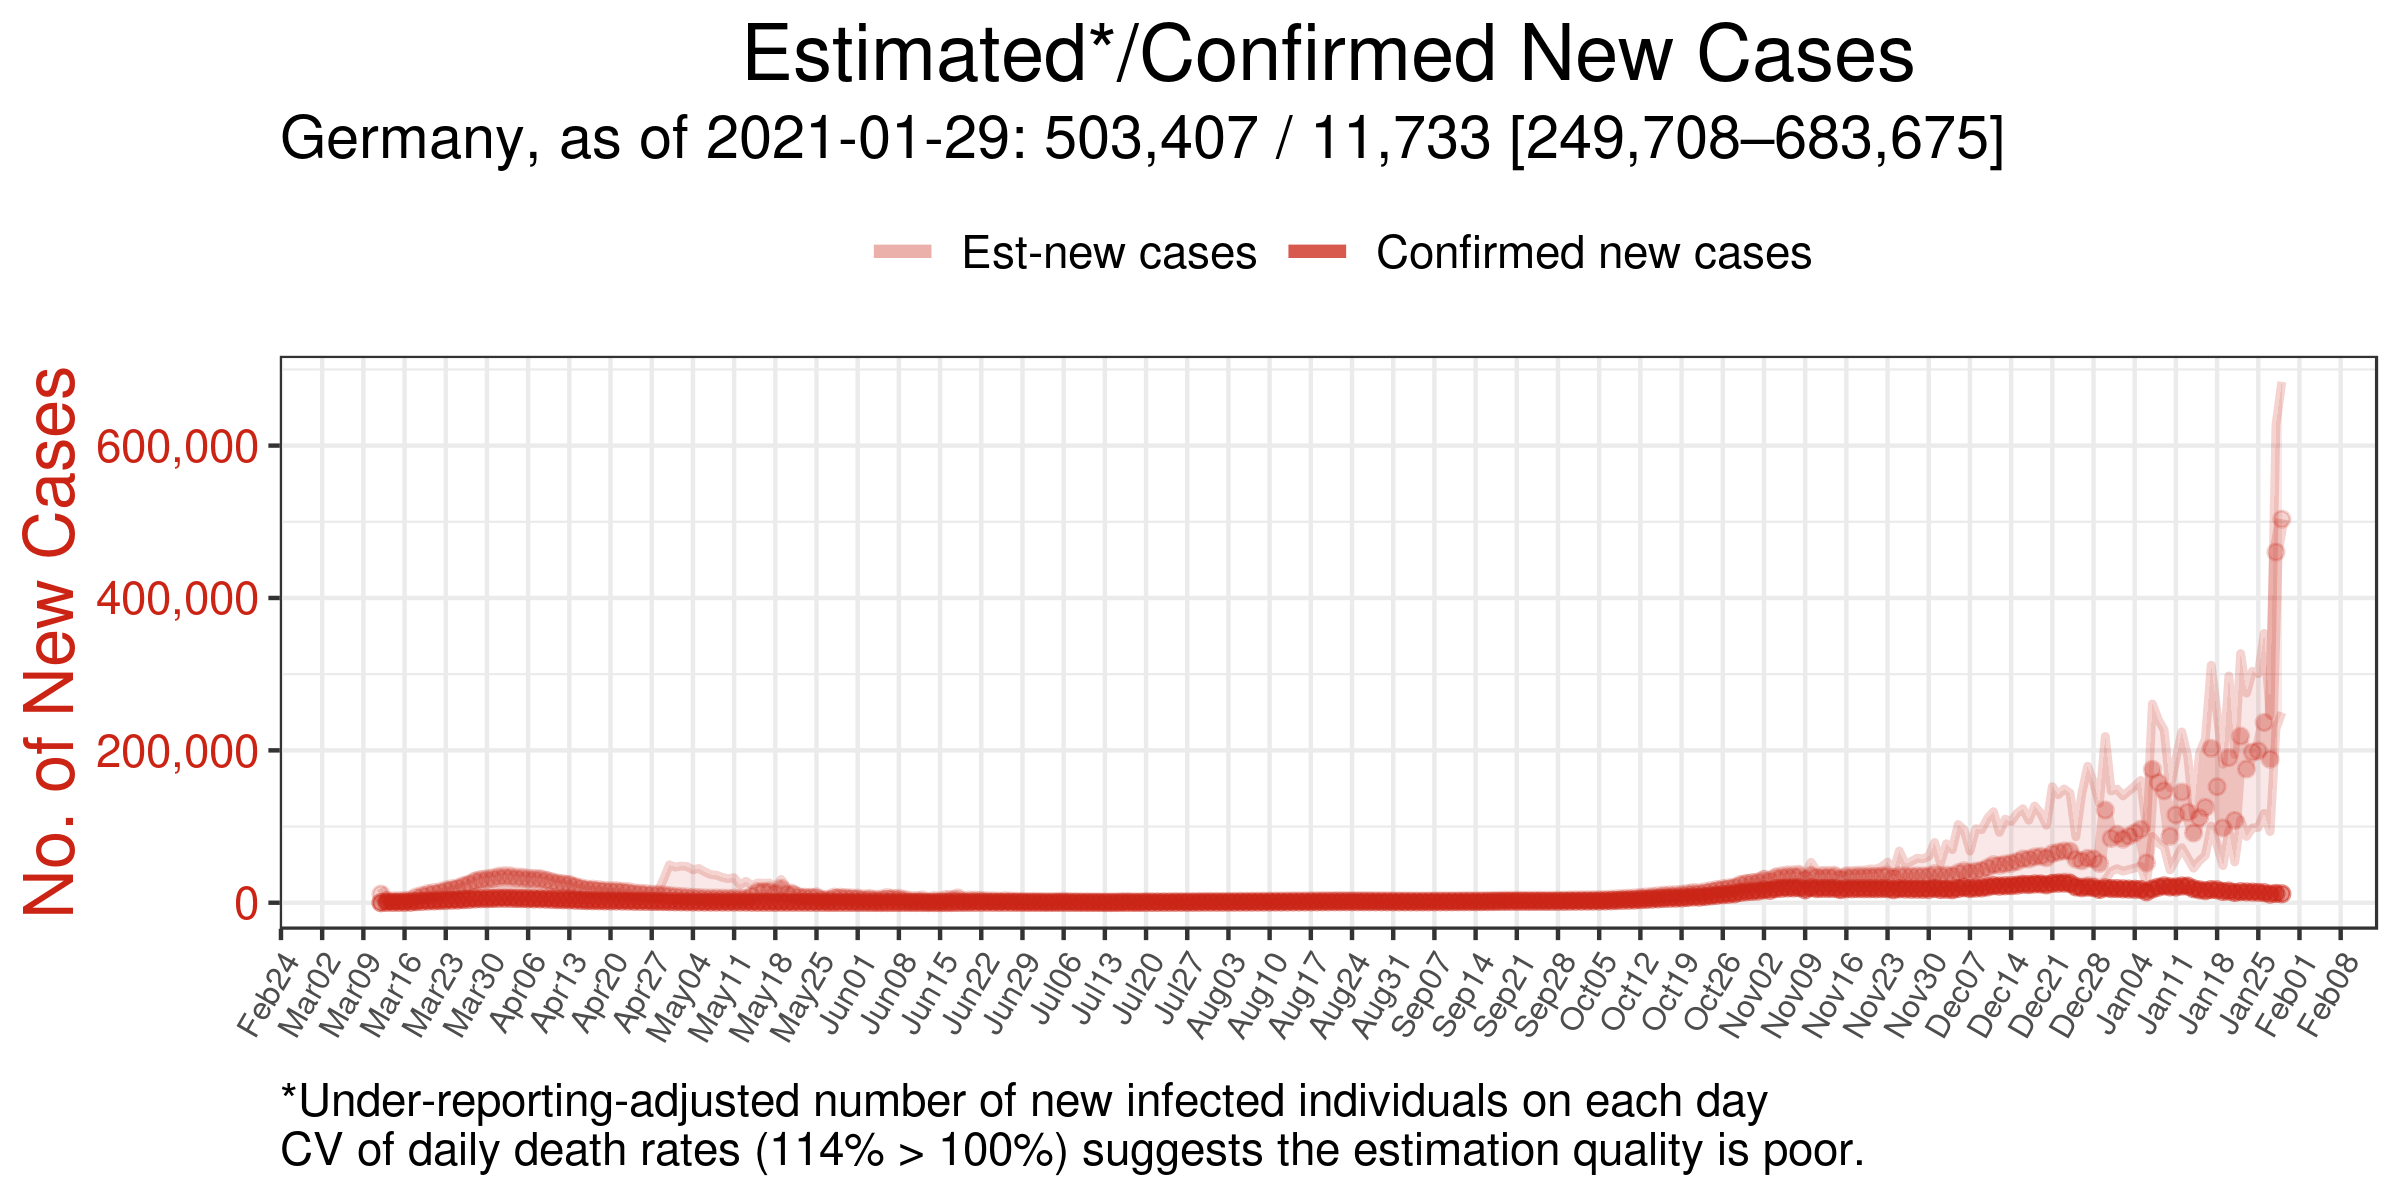 Estimated*/Confirmed New Cases
Germany, as of 2021-01-29: 503,407 / 11,733 [249,708–683,675]
Est-new cases Confirmed new cases
No. of New Cases
600,000
400,000
200,000
0
Feb24 Mar02 Mar09 Mar16 Mar23 Mar30 Apr06 Apr13 Apr20 Apr27 May04 May11 May18 May25 Jun01 Jun08 Jun15 Jun22 Jun29 Jul06 Jul13 Jul20 Jul27 Aug03 Aug10 Aug17 Aug24 Aug31 Sep07 Sep14 Sep21 Sep28 Oct05 Oct12 Oct19 Oct26 Nov02 Nov09 Nov16 Nov23 Nov30 Dec07 Dec14 Dec21 Dec28 Jan04 Jan11 Jan18 Jan25 Feb01 Feb08
*Under-reporting-adjusted number of new infected individuals on each day
CV of daily death rates (114% > 100%) suggests the estimation quality is poor.